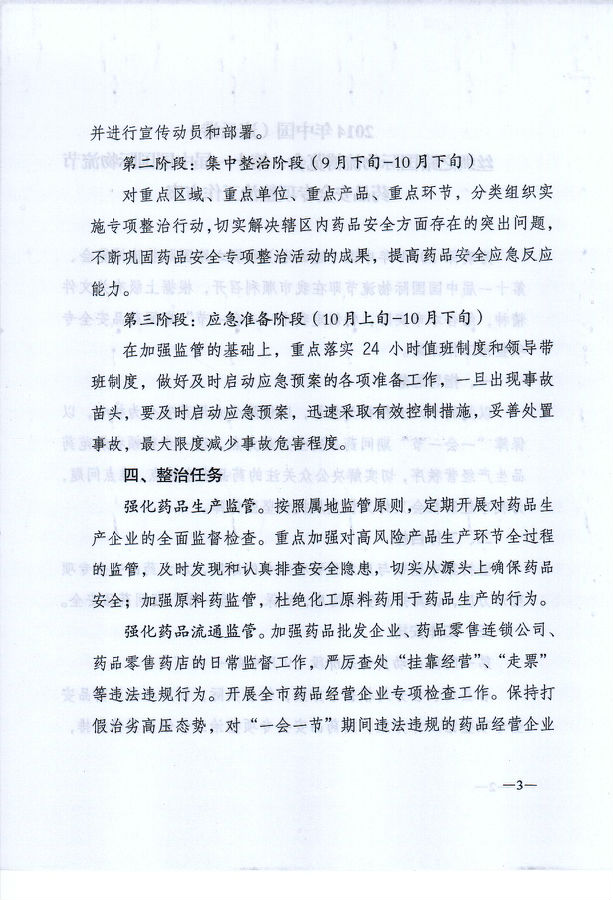 并进行宣传动员和部署。
第二阶段：集中整治阶段（9月下旬-10月下旬）
对重点区域、重点单位、重点产品、重点环节，分类组织实
施专项整治行动，切实解决辖区内药品安全方面存在的突出问题，
不断巩固药品安全专项整治活动的成果，提高药品安全应急反应
能力。
第三阶段：应急准备阶段（10月上旬-10月下旬）
在加强监管的基础上，重点落实 24 小时值班制度和领导带
班制度，做好及时启动应急预案的各项准备工作，一旦出现事故
苗头，要及时启动应急预案，迅速采取有效控制措施，妥善处置
事故，最大限度减少事故危害程度。
四、整治任务
强化药品生产监管。按照属地监管原则，定期开展对药品生
产企业的全面监督检查。重点加强对高风险产品生产环节全过程
的监管，及时发现和认真排查安全隐患，切实从源头上确保药品
安全；加强原料药监管，杜绝化工原料药用于药品生产的行为。
强化药品流通监管。加强药品批发企业、药品零售连锁公司、
药品零售药店的日常监督工作，严厉查处“挂靠经营”“走票”
等违法违规行为。开展全市药品经营企业专项检查工作。保持打
假治劣高压态势，对“一会一节”期间违法违规的药品经营企业
—3—